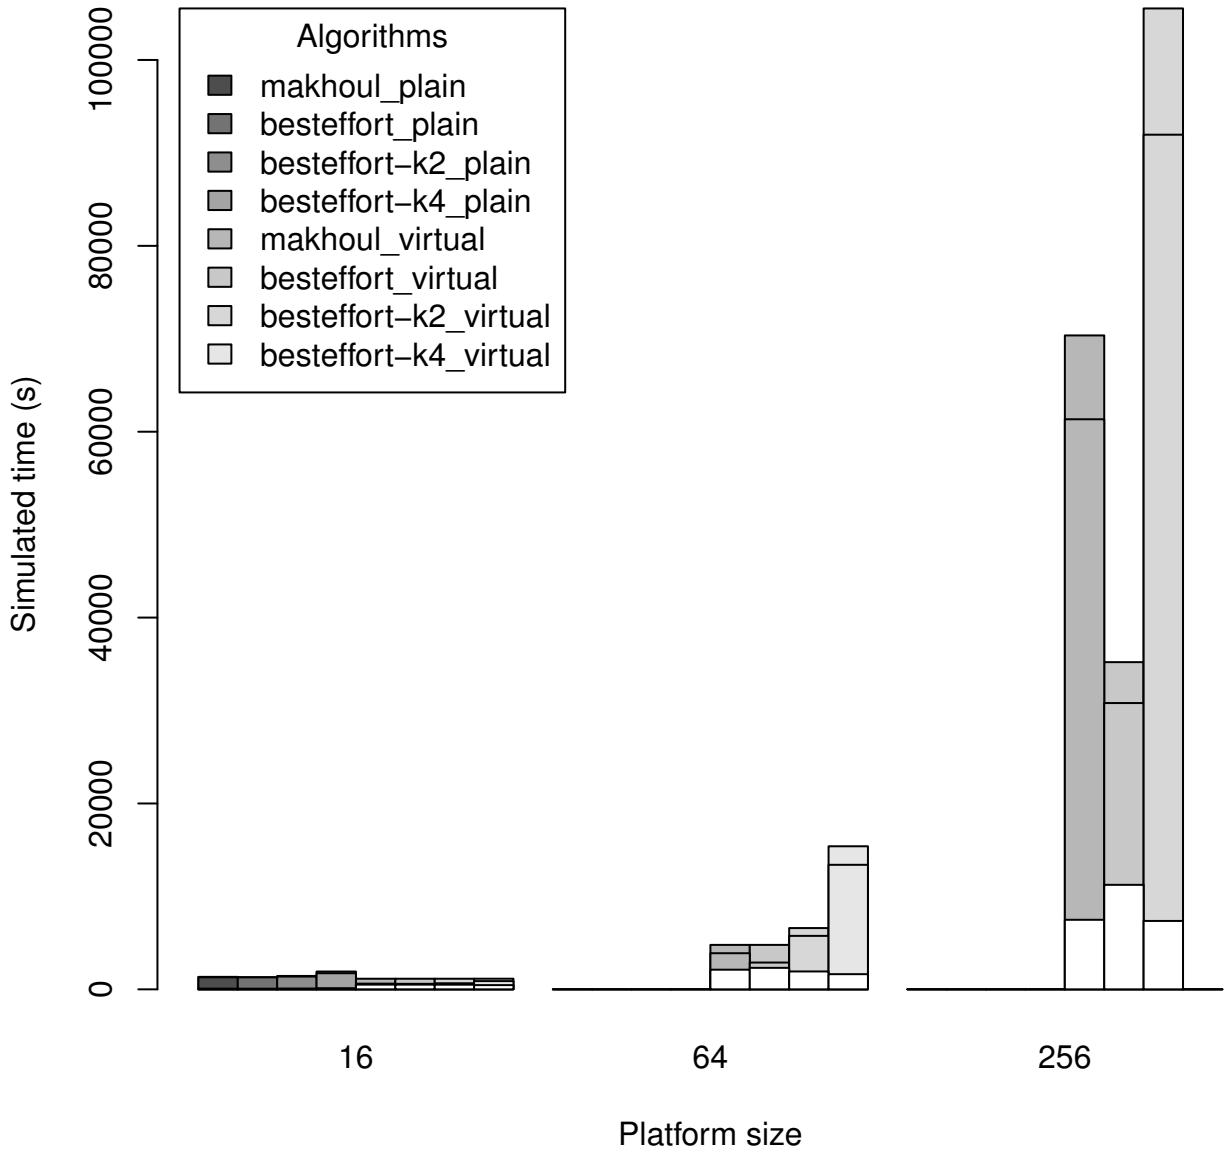 Algorithms
makhoul_plain
besteffort_plain
besteffort−k2_plain
besteffort−k4_plain
makhoul_virtual
besteffort_virtual
besteffort−k2_virtual
besteffort−k4_virtual
Simulated time (s)
100000
80000
60000
40000
20000
0
16 64 256
Platform size